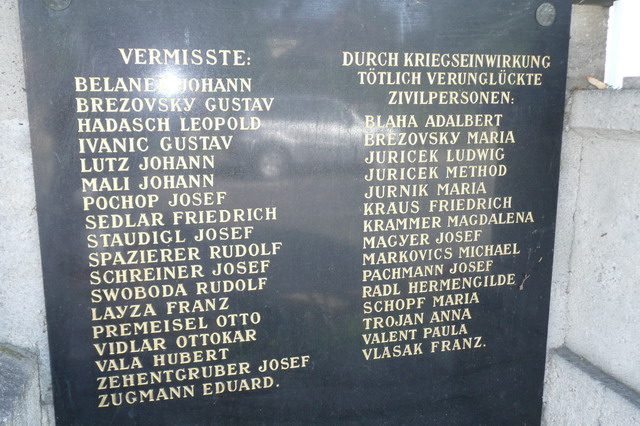 VERMISSTE:
BELANEC JOHANN
BREZOVSKY GUSTAV
HADASCH LEOPOLD
IVANIC GUSTAV
LUTZ JOHANN
MALI JOHANN
POCHOP JOSEF
SEDLAR FRIEDRICH
STAUDIGL JOSEF
SPAZIERER RUDOLF
SCHREINER JOSEF
SWOBODA RUDOLF
LAYZA FRANZ
PREMEISEL OTTO
VIDLAR OTTOKAR
VALA HUBERT
ZEHENTGRUBER JOSEF
ZUGMANN EDUARD.
DURCH KRIEGSEINWIRKUNG
TÖTLICH VERUNGLÜCKTE
ZIVILPERSONEN:
BLAHA ADALBERT
BREZOVSKY MARIA
JURICEK LUDWIG
JURICEK METHOD
JURNIK MARIA
KRAUS FRIEDRICH
KRAMMER MAGDALENA
MAGYER JOSEF
MARKOVICS MICHAEL
PACHMANN JOSEF
RADL HERMENGILDE
SCHOPF MARIA
TROJAN ANNA
VALENT PAULA
VLASAK FRANZ.